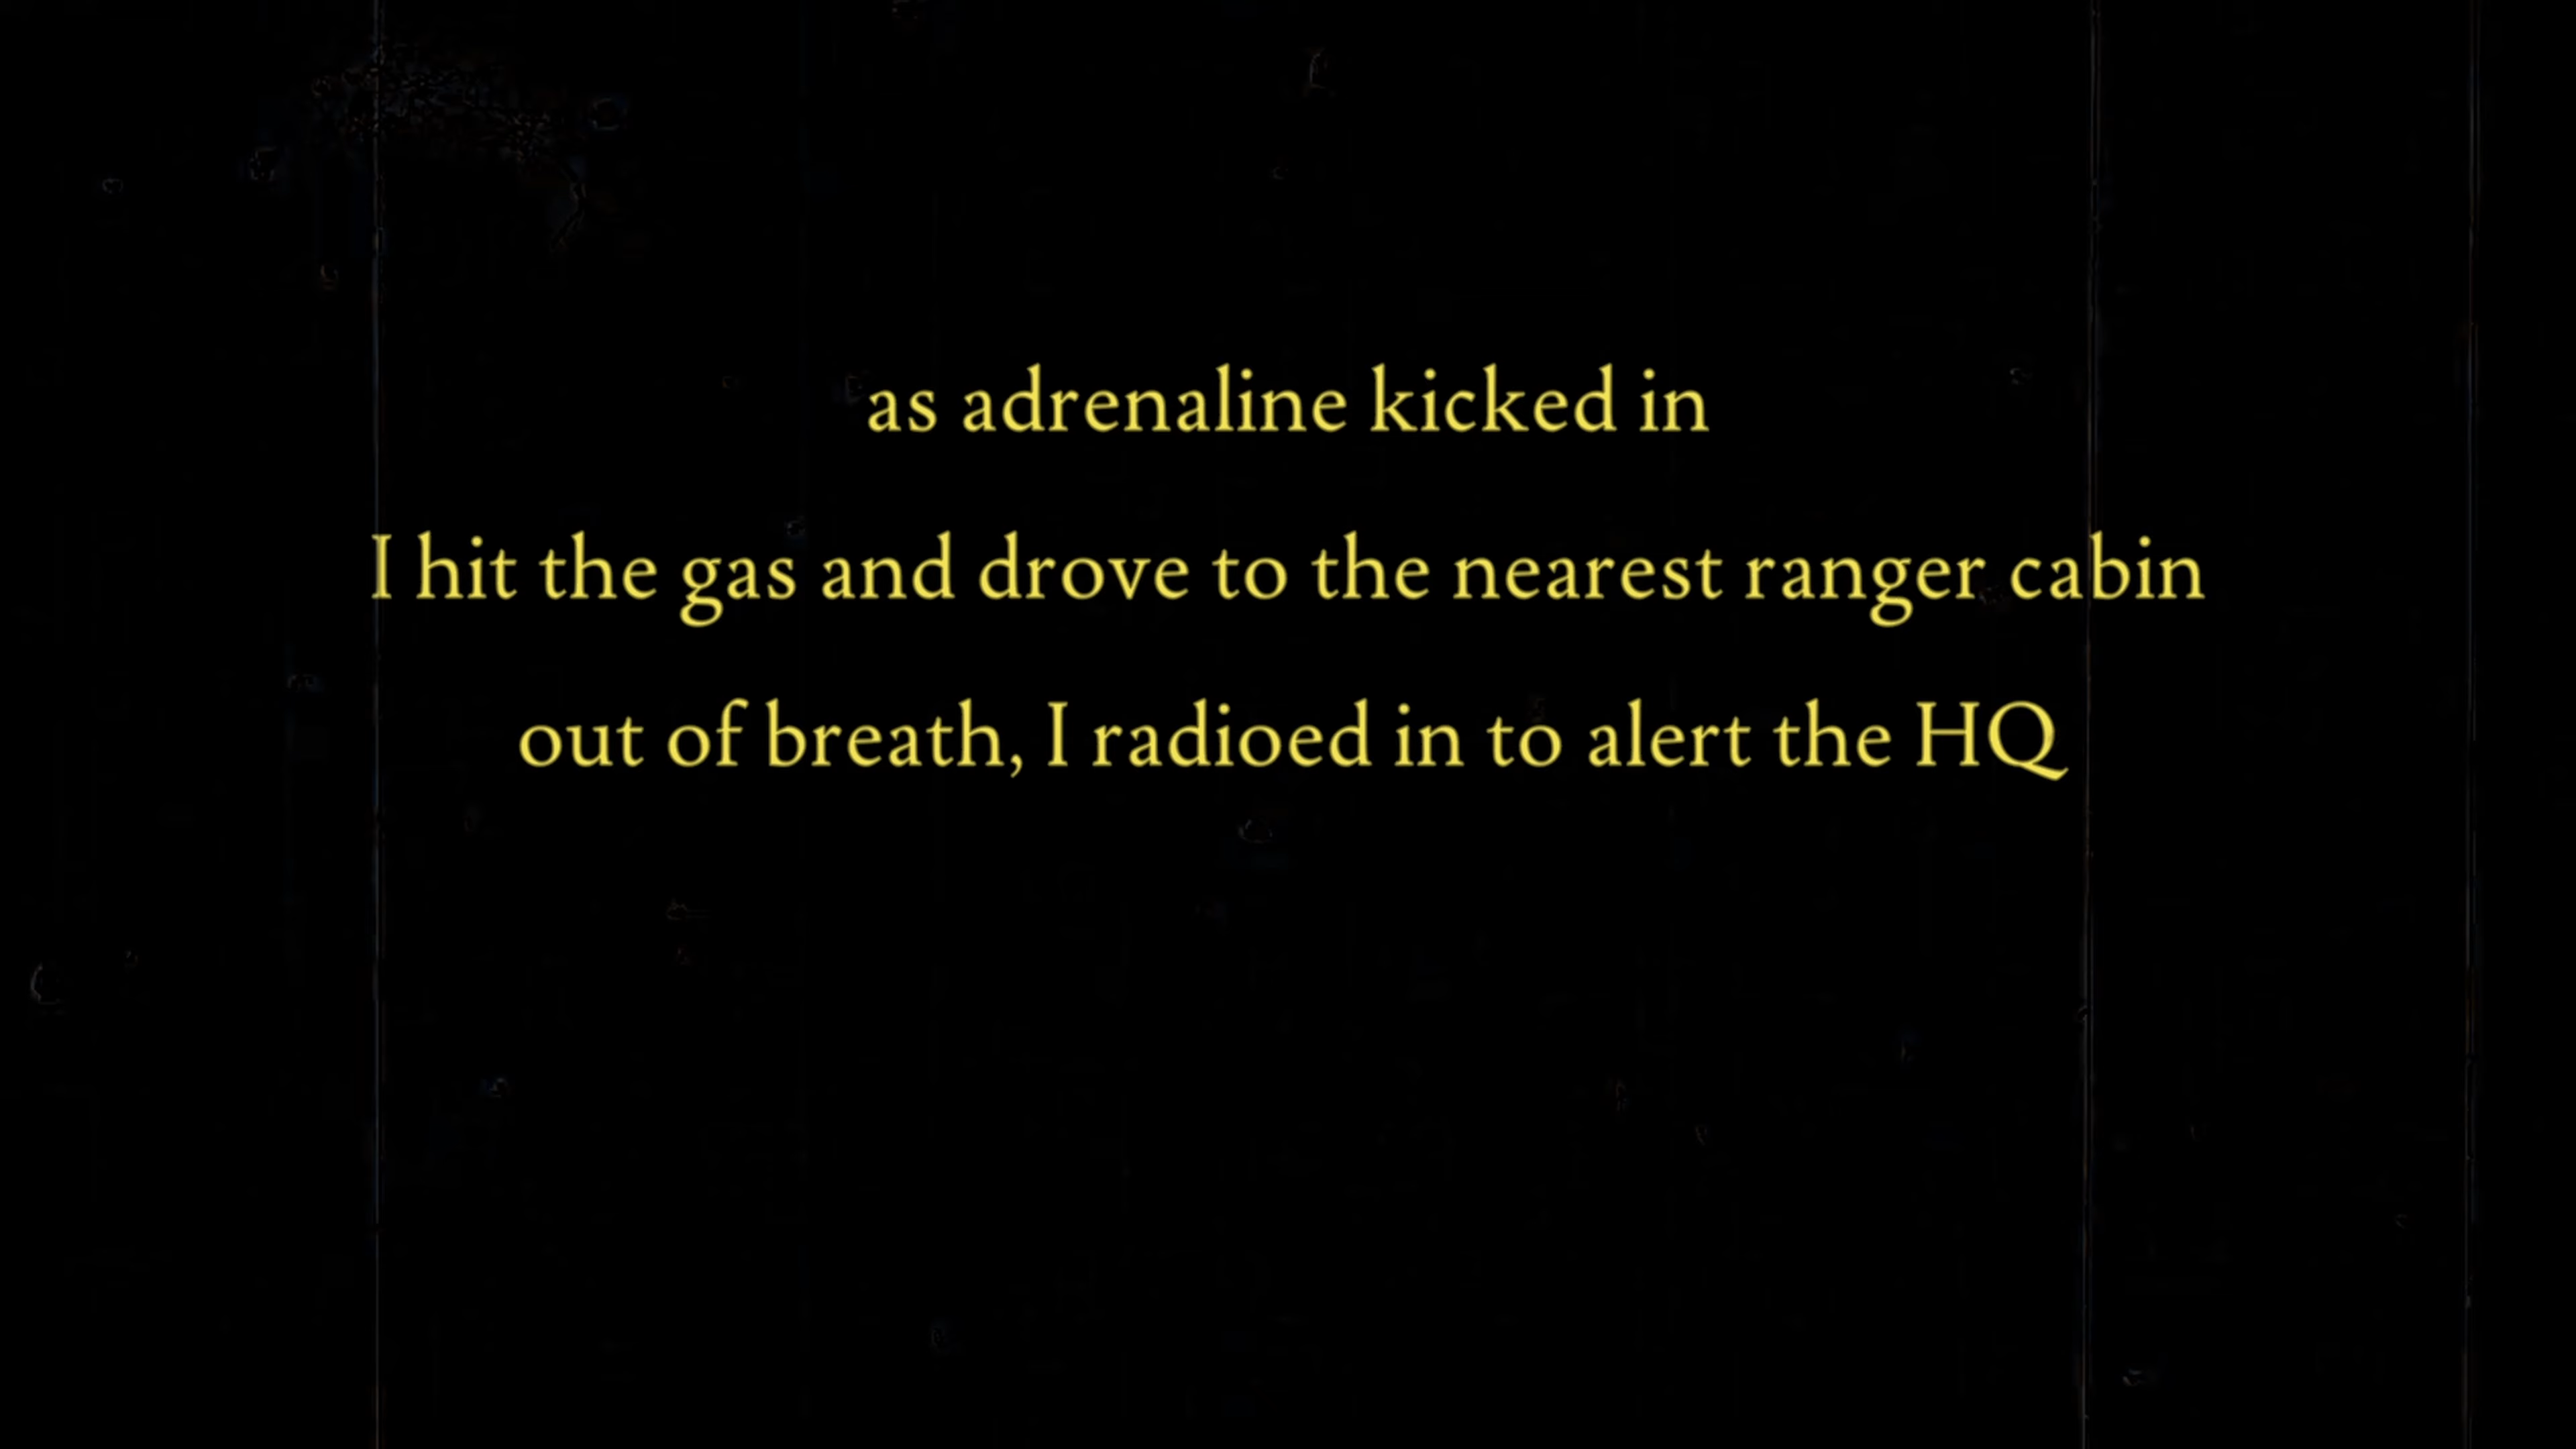 as adrenaline kicked in
I hit the gas and drove to the nearest ranger cabin
out of breath, I radioed in to alert the HQ